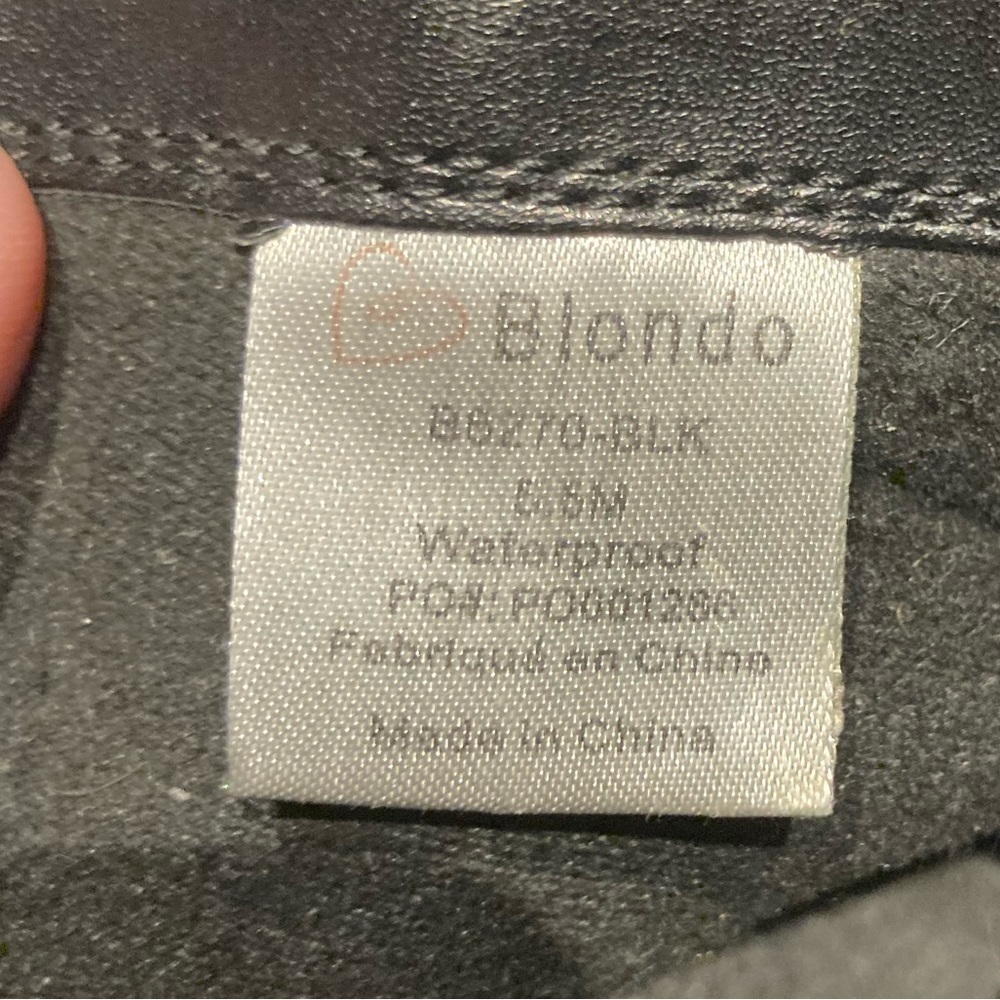 Blondo
B6270-BLK
5.5M
Waterproof
PO#: PO001286
Fabriqué en Chine
Made in China